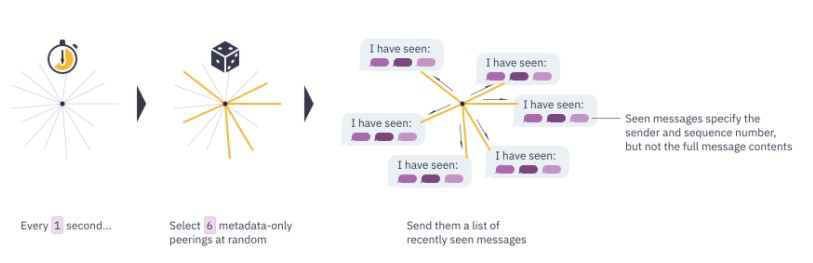 I have seen:
I have seen:
I have seen:
I have seen:
I have seen:
I have seen:
Seen messages specify the
sender and sequence number,
but not the full message contents
Every 1 second...
Select 6 metadata-only
peerings at random
Send them a list of
recently seen messages